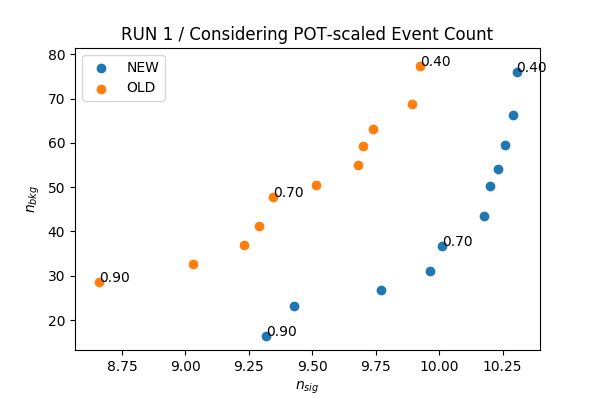 RUN 1 / Considering POT-scaled Event Count
NEW
OLD
0.40
0.40
0.70
0.70
0.90
0.90
80
70
60
50
40
30
20
n_bkg
8.75 9.00 9.25 9.50 9.75 10.00 10.25
n_sig